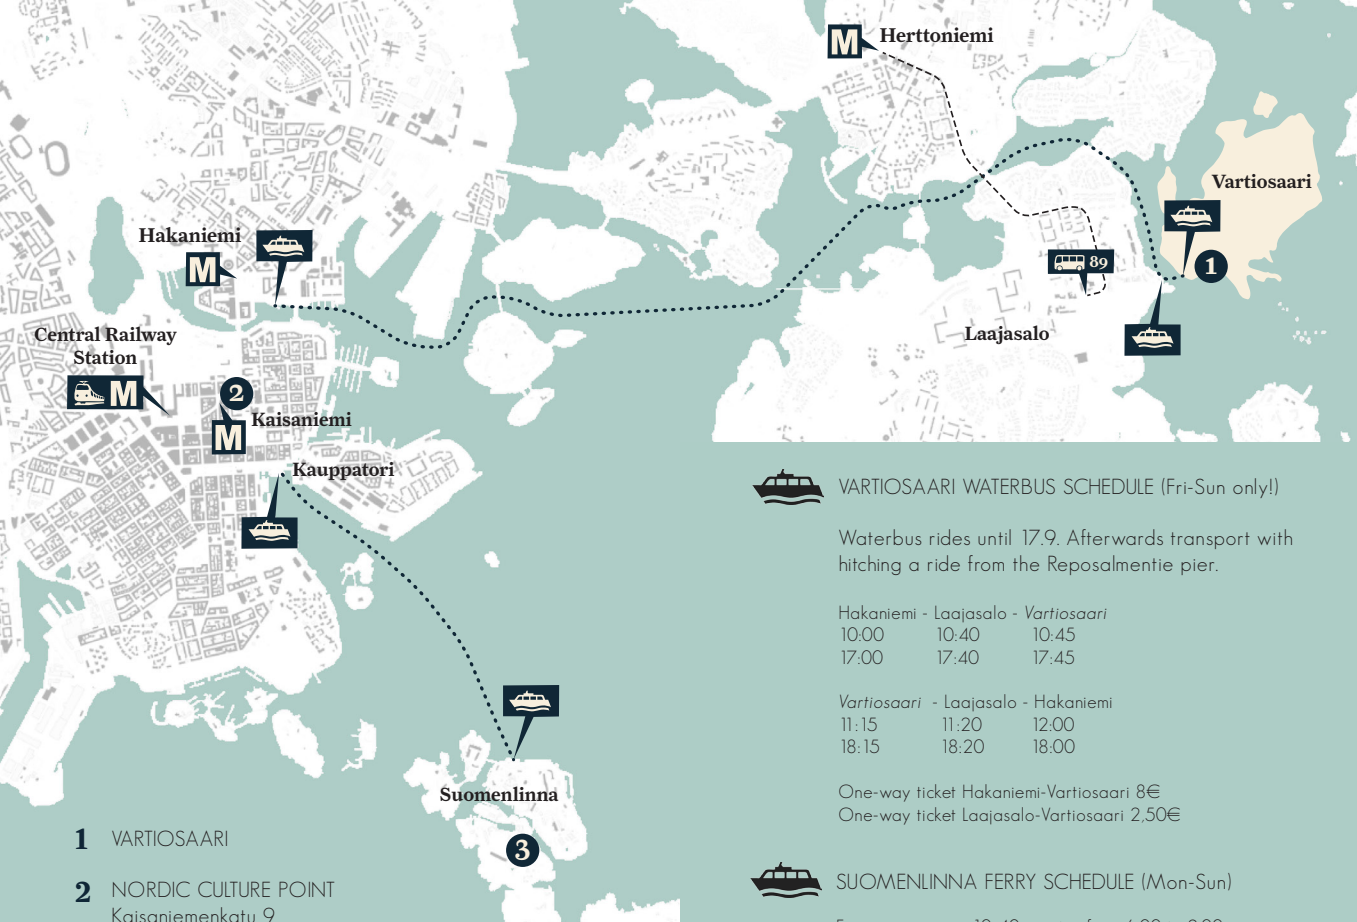 M Herttoniemi
Vartiosaari
Hakaniemi
M
89
1
Central Railway
Station
M
Laajasalo
2
Kaisaniemi
M
Kauppatori
VARTIOSAARI WATERBUS SCHEDULE (Fri-Sun only!)
Waterbus rides until 17.9. Afterwards transport with
hitching a ride from the Reposalmentie pier.
Hakaniemi - Laajasalo - Vartiosaari
10:00 10:40 10:45
17:00 17:40 17:45
Vartiosaari - Laajasalo - Hakaniemi
11:15 11:20 12:00
18:15 18:20 18:00
One-way ticket Hakaniemi-Vartiosaari 8€
One-way ticket Laajasalo-Vartiosaari 2,50€
Suomenlinna
3
1 VARTIOSAARI
2 NORDIC CULTURE POINT
Kaisaniemenkatu 9
SUOMENLINNA FERRY SCHEDULE (Mon-Sun)